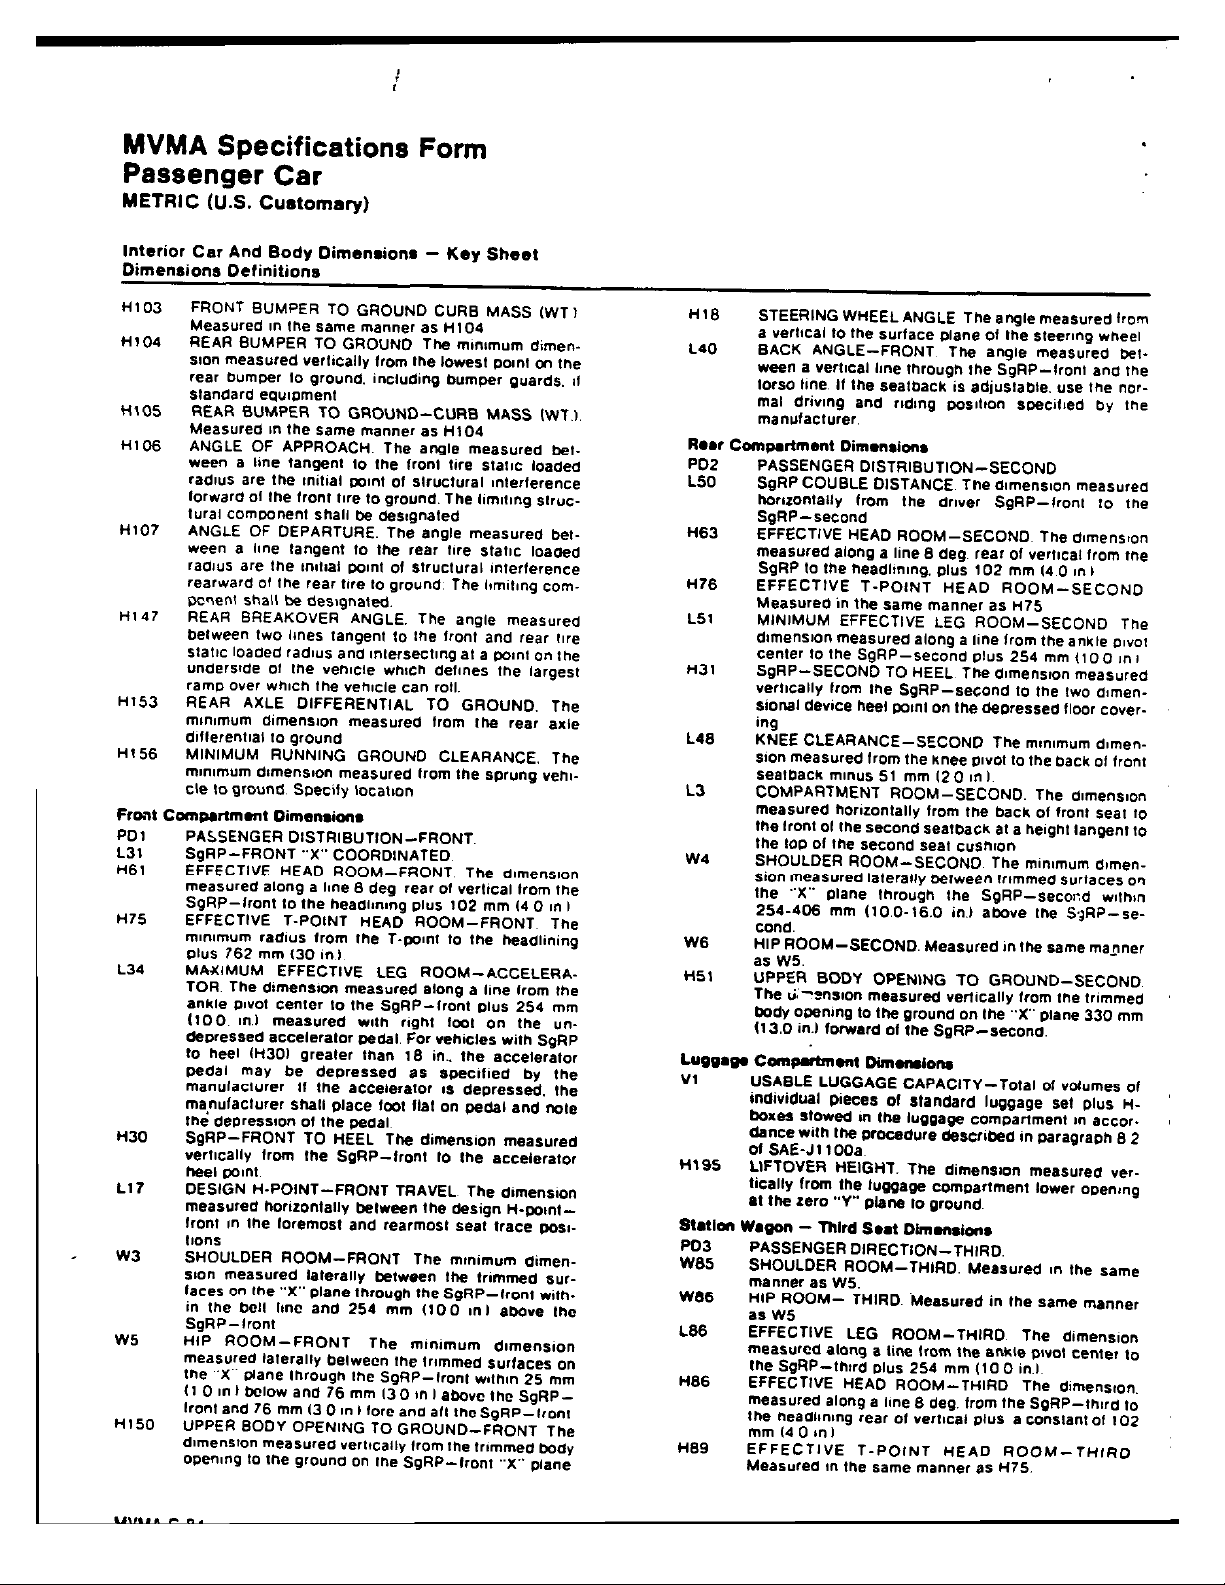 MVMA Specifications Form
Passenger Car
METRIC (U.S. Customary)
Interior Car And Body Dimensions – Key Sheet
Dimensions Definitions
H103 FRONT BUMPER TO GROUND CURB MASS (WT.)
Measured in the same manner as H104
H104 REAR BUMPER TO GROUND The minimum dimen-
sion measured vertically from the lowest point on the
rear bumper to ground, including bumper guards, if
standard equipment
H105 REAR BUMPER TO GROUND–CURB MASS (WT.).
Measured in the same manner as H104
H106 ANGLE OF APPROACH. The angle measured bet-
ween a line tangent to the front tire static loaded
radius are the initial point of structural interference
forward of the front tire to ground. The limiting struc-
tural component shall be designated
H107 ANGLE OF DEPARTURE. The angle measured bet-
ween a line tangent to the rear tire static loaded
radius are the initial point of structural interference
rearward of the rear tire to ground. The limiting com-
ponent shall be designated.
H147 REAR BREAKOVER ANGLE. The angle measured
between two lines tangent to the front and rear tire
static loaded radius and intersecting at a point on the
underside of the vehicle which defines the largest
ramp over which the vehicle can roll.
H153 REAR AXLE DIFFERENTIAL TO GROUND. The
minimum dimension measured from the rear axle
differential to ground
H156 MINIMUM RUNNING GROUND CLEARANCE. The
minimum dimension measured from the sprung vehi-
cle to ground. Specify location
Front Compartment Dimensions
PD1 PASSENGER DISTRIBUTION–FRONT.
L31 SgRP–FRONT "X" COORDINATED.
H61 EFFECTIVE HEAD ROOM–FRONT. The dimension
measured along a line 8 deg rear of vertical from the
SgRP–front to the headlining plus 102 mm (4.0 in.)
H75 EFFECTIVE T-POINT HEAD ROOM–FRONT. The
minimum radius from the T-point to the headlining
plus 762 mm (30 in.).
L34 MAXIMUM EFFECTIVE LEG ROOM–ACCELERA-
TOR. The dimension measured along a line from the
ankle pivot center to the SgRP–front plus 254 mm
(10.0. in.) measured with right foot on the un-
depressed accelerator pedal. For vehicles with SgRP
to heel (H30) greater than 18 in., the accelerator
pedal may be depressed as specified by the
manufacturer If the accelerator is depressed, the
manufacturer shall place foot flat on pedal and note
the depression of the pedal.
H30 SgRP–FRONT TO HEEL The dimension measured
vertically from the SgRP–front to the accelerator
heel point.
L17 DESIGN H-POINT–FRONT TRAVEL. The dimension
measured horizontally between the design H-point–
front in the foremost and rearmost seat trace posi-
tions
W3 SHOULDER ROOM–FRONT The minimum dimen-
sion measured laterally between the trimmed sur-
faces on the "X" plane through the SgRP–front with-
in the belt line and 254 mm (10.0 in.) above the
SgRP–front
W5 HIP ROOM–FRONT The minimum dimension
measured laterally between the trimmed surfaces on
the "X" plane through the SgRP–front within 25 mm
(1.0 in.) below and 76 mm (3.0 in.) above the SgRP–
front and 76 mm (3.0 in.) fore and aft the SgRP–front
H150 UPPER BODY OPENING TO GROUND–FRONT The
dimension measured vertically from the trimmed body
opening to the ground on the SgRP–front "X" plane
H18 STEERING WHEEL ANGLE The angle measured from
a vertical to the surface plane of the steering wheel
L40 BACK ANGLE–FRONT. The angle measured bet-
ween a vertical line through the SgRP–front and the
torso line. If the seatback is adjustable, use the nor-
mal driving and riding position specified by the
manufacturer.
Rear Compartment Dimensions
PD2 PASSENGER DISTRIBUTION–SECOND
L50 SgRP COUBLE DISTANCE. The dimension measured
horizontally from the driver SgRP–front to the
SgRP–second
H63 EFFECTIVE HEAD ROOM–SECOND. The dimension
measured along a line 8 deg. rear of vertical from the
SgRP to the headlining, plus 102 mm (4.0 in.)
H76 EFFECTIVE T-POINT HEAD ROOM–SECOND
Measured in the same manner as H75
L51 MINIMUM EFFECTIVE LEG ROOM–SECOND The
dimension measured along a line from the ankle pivot
center to the SgRP–second plus 254 mm (10.0 in.)
H31 SgRP–SECOND TO HEEL. The dimension measured
vertically from the SgRP–second to the two dimen-
sional device heel point on the depressed floor cover-
ing
L48 KNEE CLEARANCE–SECOND The minimum dimen-
sion measured from the knee pivot to the back of front
seatback minus 51 mm (2.0 in.).
L3 COMPARTMENT ROOM–SECOND. The dimension
measured horizontally from the back of front seat to
the front of the second seatback at a height tangent to
the top of the second seat cushion
W4 SHOULDER ROOM–SECOND. The minimum dimen-
sion measured laterally between trimmed surfaces on
the "X" plane through the SgRP–second within
254-406 mm (10.0-16.0 in.) above the SgRP–se-
cond.
W6 HIP ROOM–SECOND. Measured in the same manner
as W5.
H51 UPPER BODY OPENING TO GROUND–SECOND.
The dimension measured vertically from the trimmed
body opening to the ground on the "X" plane 330 mm
(13.0 in.) forward of the SgRP–second.
Luggage Compartment Dimensions
V1 USABLE LUGGAGE CAPACITY–Total of volumes of
individual pieces of standard luggage set plus H-
boxes stowed in the luggage compartment in accor-
dance with the procedure described in paragraph 8.2
of SAE-J1100a.
H195 LIFTOVER HEIGHT. The dimension measured ver-
tically from the luggage compartment lower opening
at the zero "Y" plane to ground.
Station Wagon – Third Seat Dimensions
PD3 PASSENGER DIRECTION–THIRD.
W85 SHOULDER ROOM–THIRD. Measured in the same
manner as W5.
W86 HIP ROOM– THIRD. Measured in the same manner
as W5
L86 EFFECTIVE LEG ROOM–THIRD. The dimension
measured along a line from the ankle pivot center to
the SgRP–third plus 254 mm (10.0 in.).
H86 EFFECTIVE HEAD ROOM–THIRD The dimension.
measured along a line 8 deg. from the SgRP–third to
the headlining rear of vertical plus a constant of 102
mm (4.0 in.)
H89 EFFECTIVE T-POINT HEAD ROOM–THIRD
Measured in the same manner as H75.